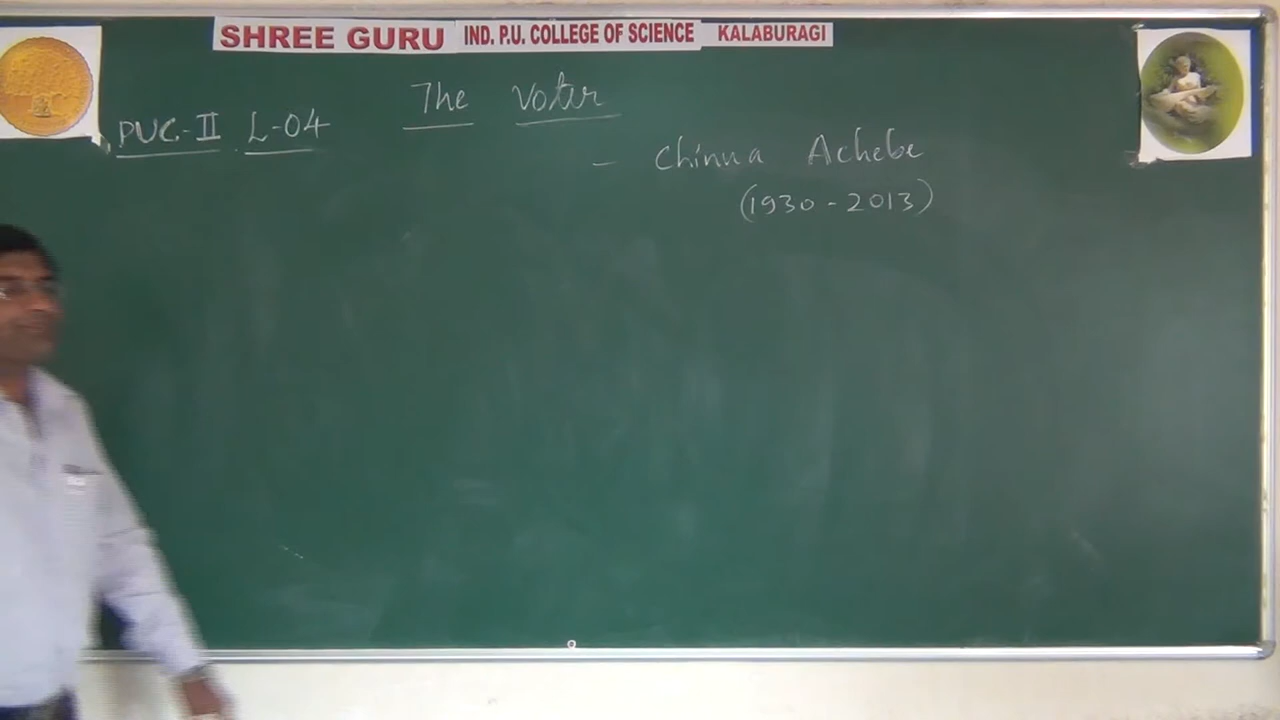 SHREE GURU IND. P.U. COLLEGE OF SCIENCE KALABURAGI
The Voter
PUC-II L-04
- Chinua Achebe
(1930-2013)